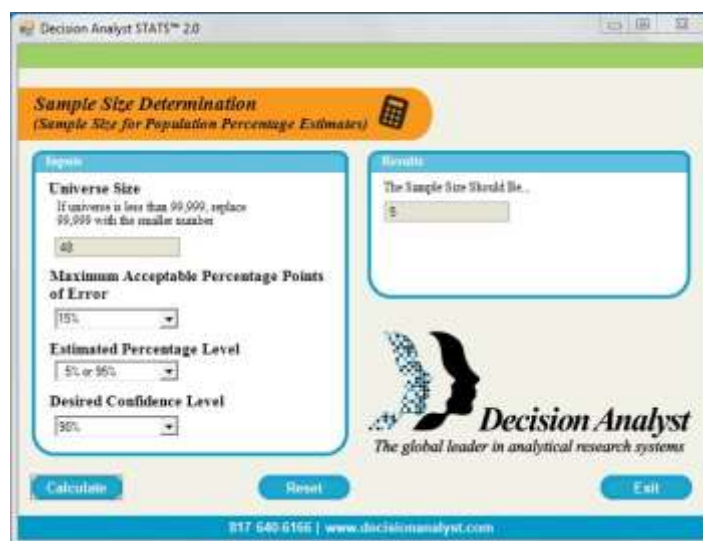 Decision Analyst STATS™ 2.0
Sample Size Determination
(Sample Size for Population Percentage Estimates)
Inputs
Universe Size
If universe is less than 99,999, replace
99,999 with the smaller number
48
Maximum Acceptable Percentage Points
of Error
15%
Estimated Percentage Level
5% or 95%
Desired Confidence Level
Results
The Sample Size Should Be...
Decision Analyst
The global leader in analytical research systems
Calculate
Reset
Exit
817 640 6166 | www.decisionanalyst.com